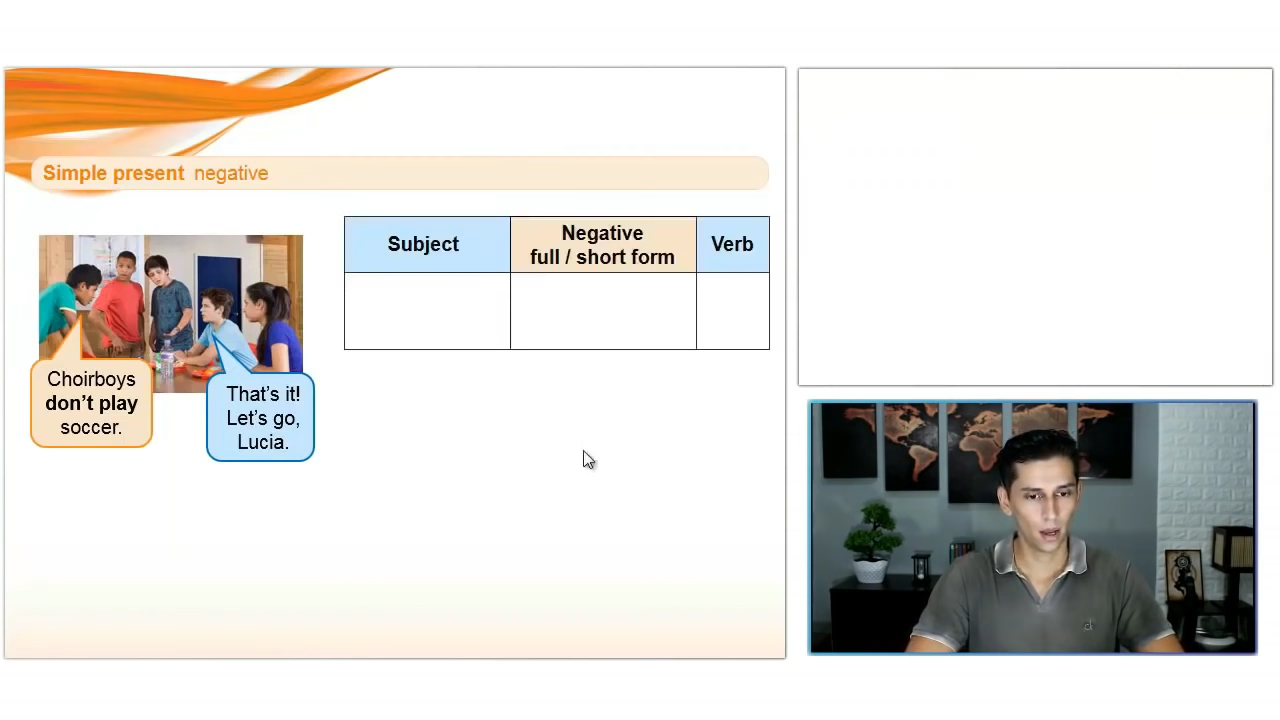 Simple present negative
Subject
Negative
full / short form
Verb
Choirboys
don't play
soccer.
That's it!
Let's go,
Lucia.